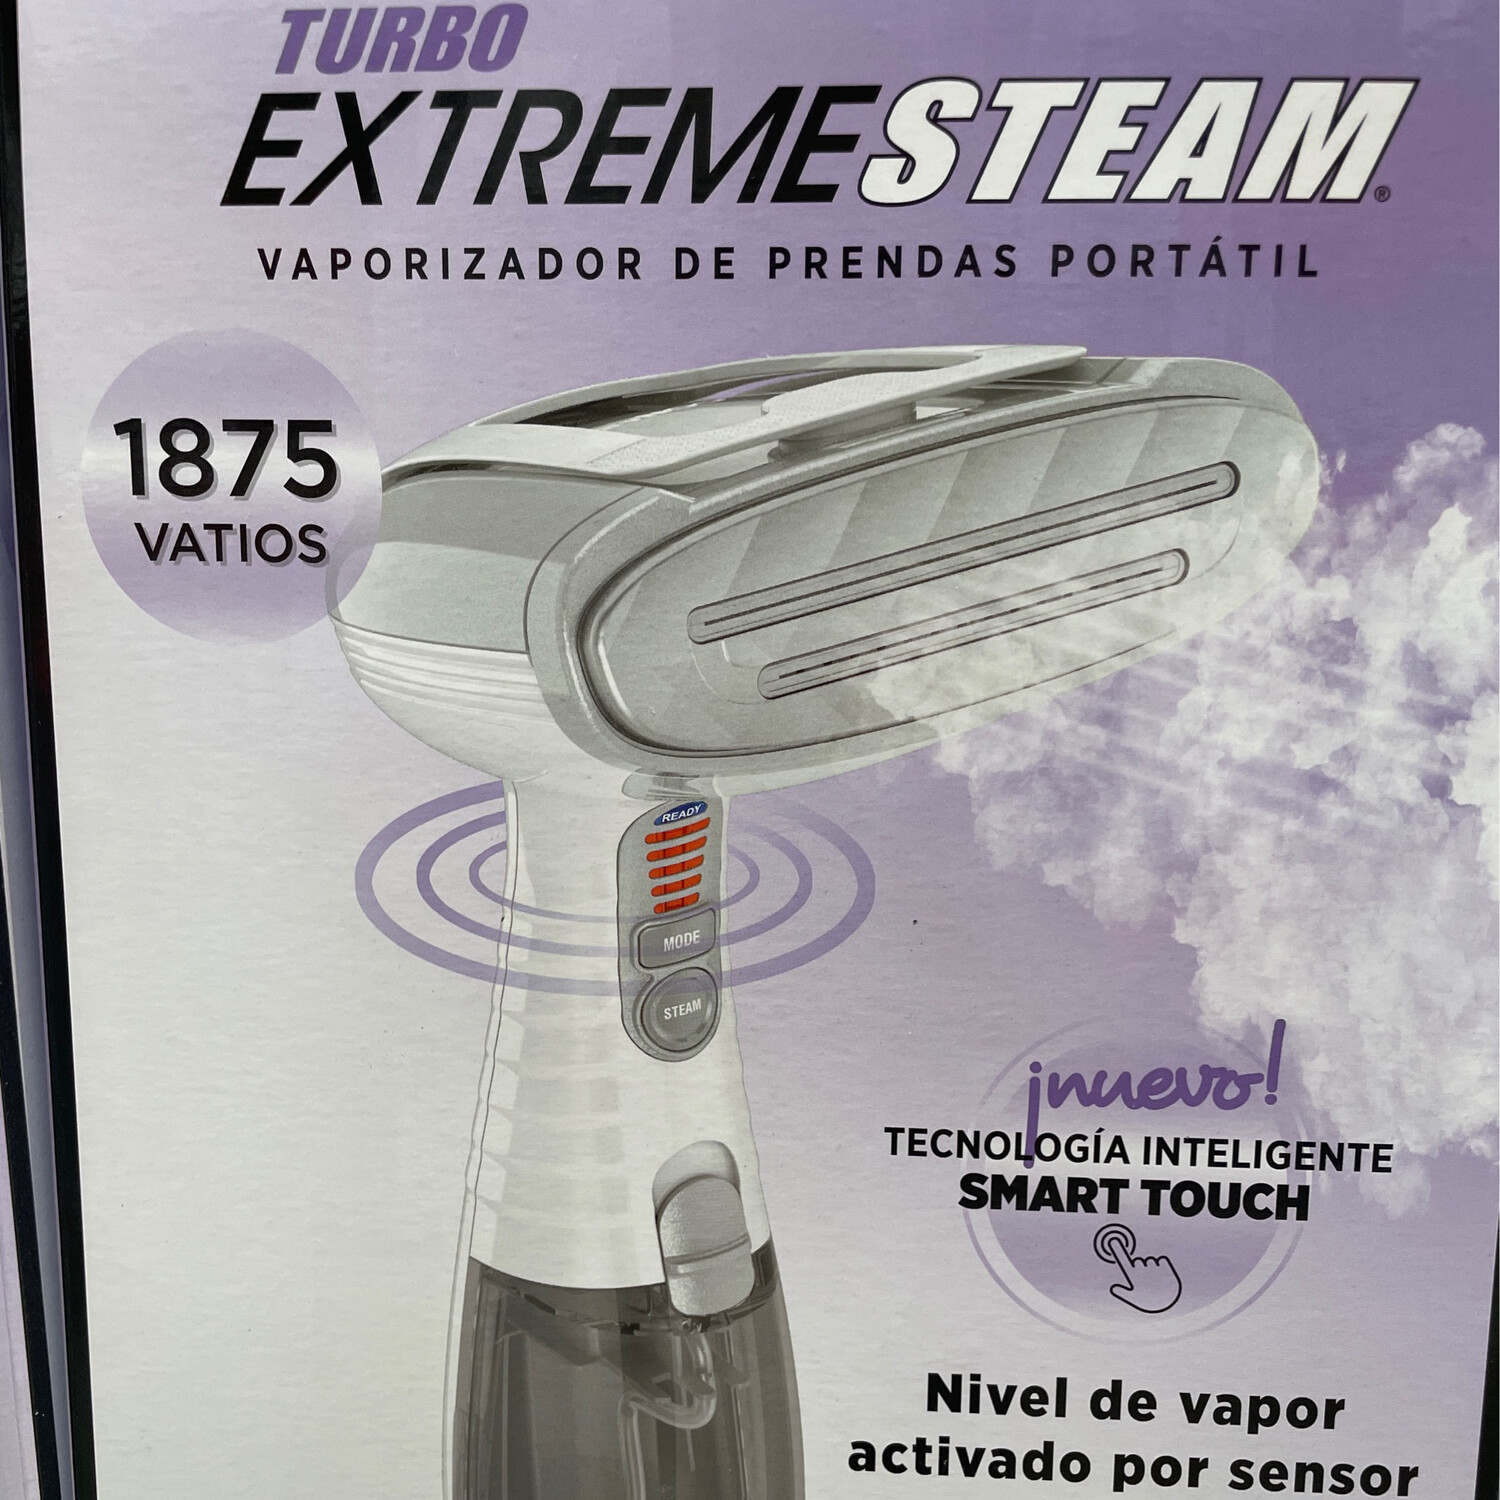 TURBO
EXTREMESTEAM®
VAPORIZADOR DE PRENDAS PORTÁTIL
1875
VATIOS
READY
MODE
STEAM
¡nuevo!
TECNOLOGÍA INTELIGENTE
SMART TOUCH
Nivel de vapor
activado por sensor